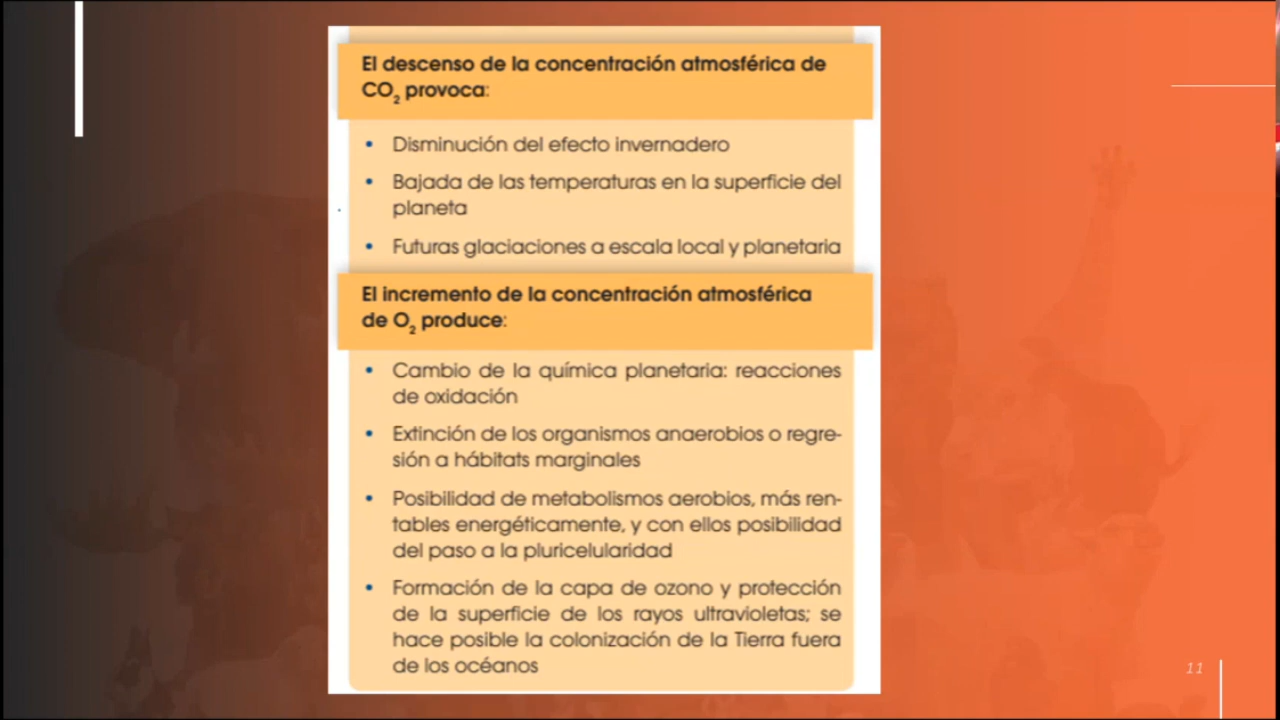 El descenso de la concentración atmosférica de
CO₂ provoca:
• Disminución del efecto invernadero
• Bajada de las temperaturas en la superficie del
planeta
• Futuras glaciaciones a escala local y planetaria
El incremento de la concentración atmosférica
de O₂ produce:
• Cambio de la química planetaria: reacciones
de oxidación
• Extinción de los organismos anaerobios o regre-
sión a hábitats marginales
• Posibilidad de metabolismos aerobios, más ren-
tables energéticamente, y con ellos posibilidad
del paso a la pluricelularidad
• Formación de la capa de ozono y protección
de la superficie de los rayos ultravioletas; se
hace posible la colonización de la Tierra fuera
de los océanos
11